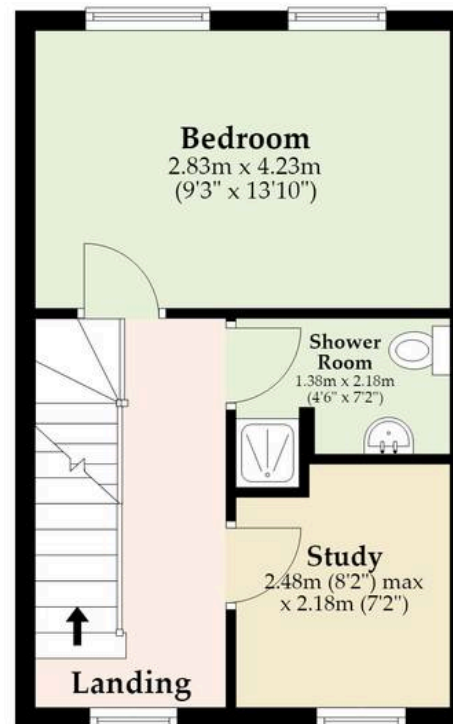 Bedroom
2.83m x 4.23m
(9'3" x 13'10")
Shower
Room
1.38m x 2.18m
(4'6" x 7'2")
Study
2.48m (8'2") max
x 2.18m (7'2")
Landing